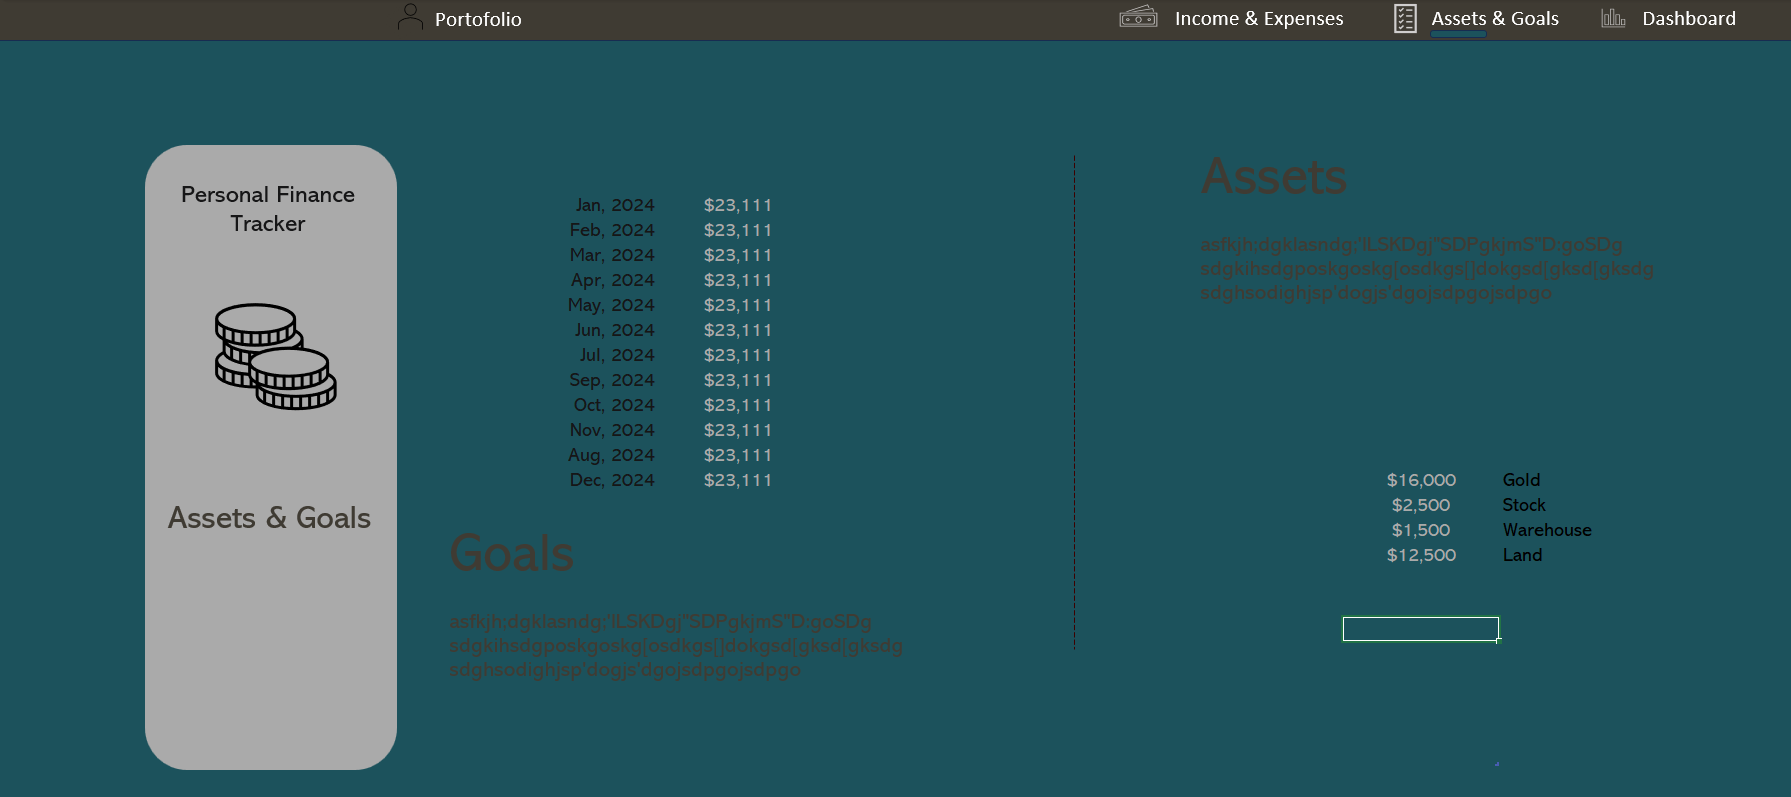 Portofolio
Income & Expenses
Assets & Goals
Dashboard
Personal Finance
Tracker
Assets & Goals
Jan, 2024 $23,111
Feb, 2024 $23,111
Mar, 2024 $23,111
Apr, 2024 $23,111
May, 2024 $23,111
Jun, 2024 $23,111
Jul, 2024 $23,111
Sep, 2024 $23,111
Oct, 2024 $23,111
Nov, 2024 $23,111
Aug, 2024 $23,111
Dec, 2024 $23,111
Goals
asfkjh;dgklasndg;'lLSKDgj"SDPgkjmS"D:goSDg
sdgkihsdgposkgoskg[osdkgs[]dokgsd[gksd[gksdg
sdghsodighjsp'dogjs'dgojsdpgojsdpgo
Assets
asfkjh;dgklasndg;'lLSKDgj"SDPgkjmS"D:goSDg
sdgkihsdgposkgoskg[osdkgs[]dokgsd[gksd[gksdg
sdghsodighjsp'dogjs'dgojsdpgojsdpgo
$16,000 Gold
$2,500 Stock
$1,500 Warehouse
$12,500 Land